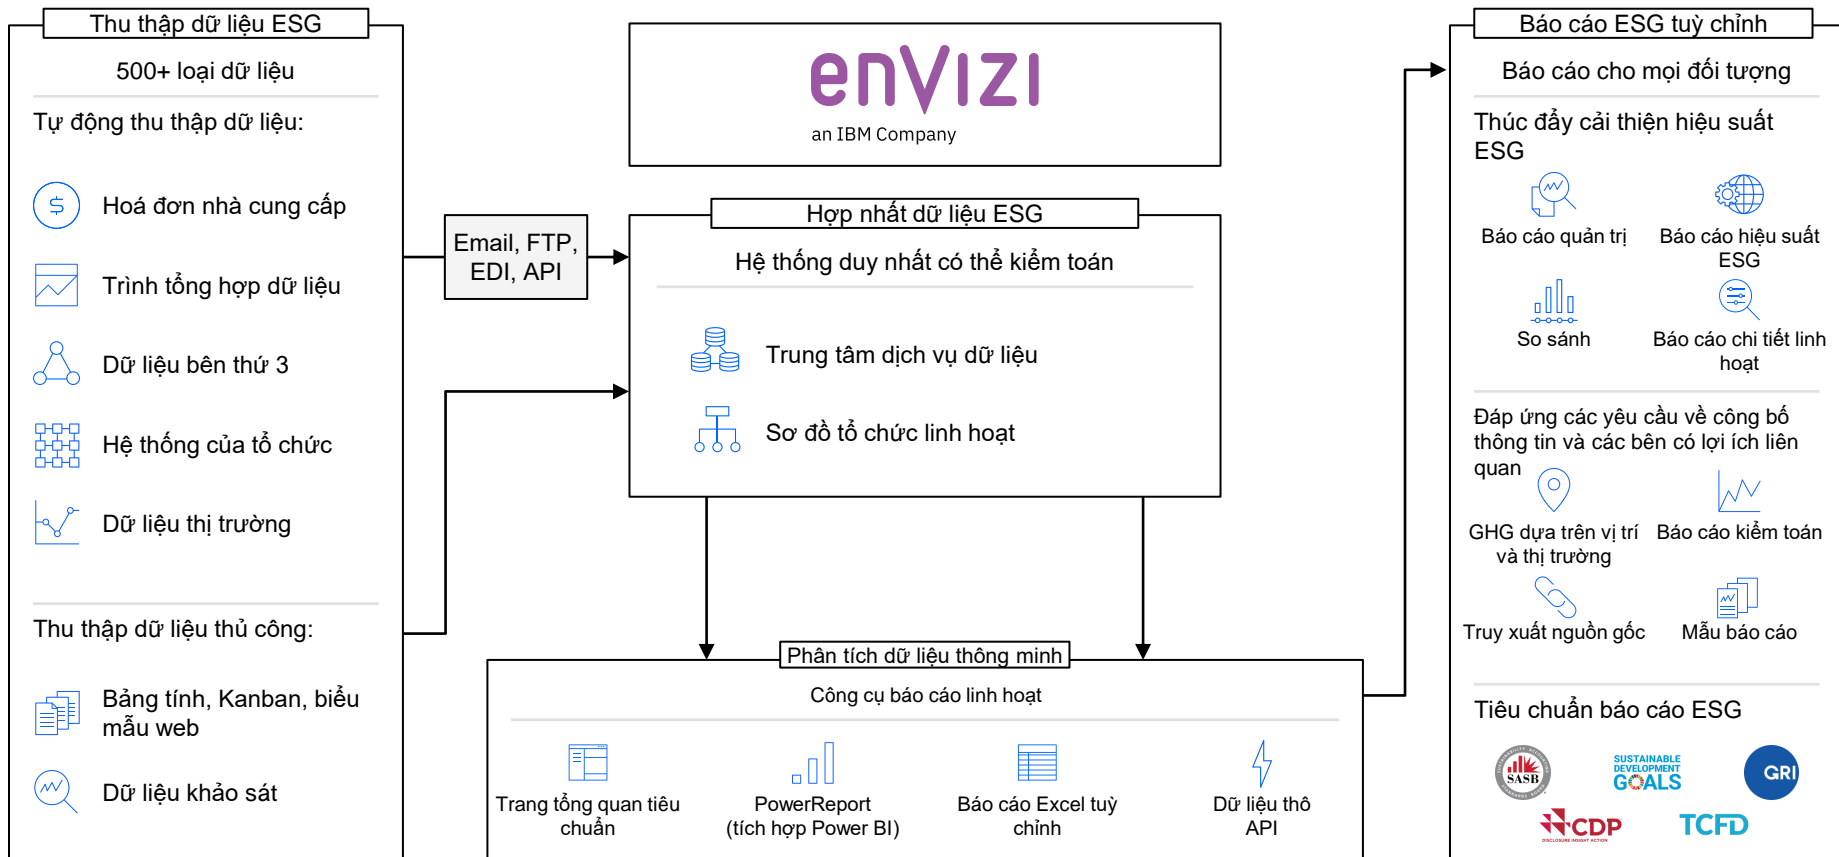 Thu thập dữ liệu ESG
500+ loại dữ liệu
Tự động thu thập dữ liệu:
Hoá đơn nhà cung cấp
Trình tổng hợp dữ liệu
Dữ liệu bên thứ 3
Hệ thống của tổ chức
Dữ liệu thị trường
Thu thập dữ liệu thủ công:
Bảng tính, Kanban, biểu
mẫu web
Dữ liệu khảo sát
Email, FTP,
EDI, API
enVIZI
an IBM Company
Hợp nhất dữ liệu ESG
Hệ thống duy nhất có thể kiểm toán
Trung tâm dịch vụ dữ liệu
Sơ đồ tổ chức linh hoạt
Phân tích dữ liệu thông minh
Công cụ báo cáo linh hoạt
Trang tổng quan tiêu
chuẩn
PowerReport
(tích hợp Power BI)
Báo cáo Excel tuỳ
chỉnh
Dữ liệu thô
API
Báo cáo ESG tuỳ chỉnh
Báo cáo cho mọi đối tượng
Thúc đẩy cải thiện hiệu suất
ESG
Báo cáo quản trị
Báo cáo hiệu suất
ESG
So sánh
Báo cáo chi tiết linh
hoạt
Đáp ứng các yêu cầu về công bố
thông tin và các bên có lợi ích liên
quan
GHG dựa trên vị trí
và thị trường
Báo cáo kiểm toán
Truy xuất nguồn gốc
Mẫu báo cáo
Tiêu chuẩn báo cáo ESG
SASB
SUSTAINABLE
DEVELOPMENT
GOALS
GRI
CDP
DISCLOSURE INSIGHT ACTION
TCFD